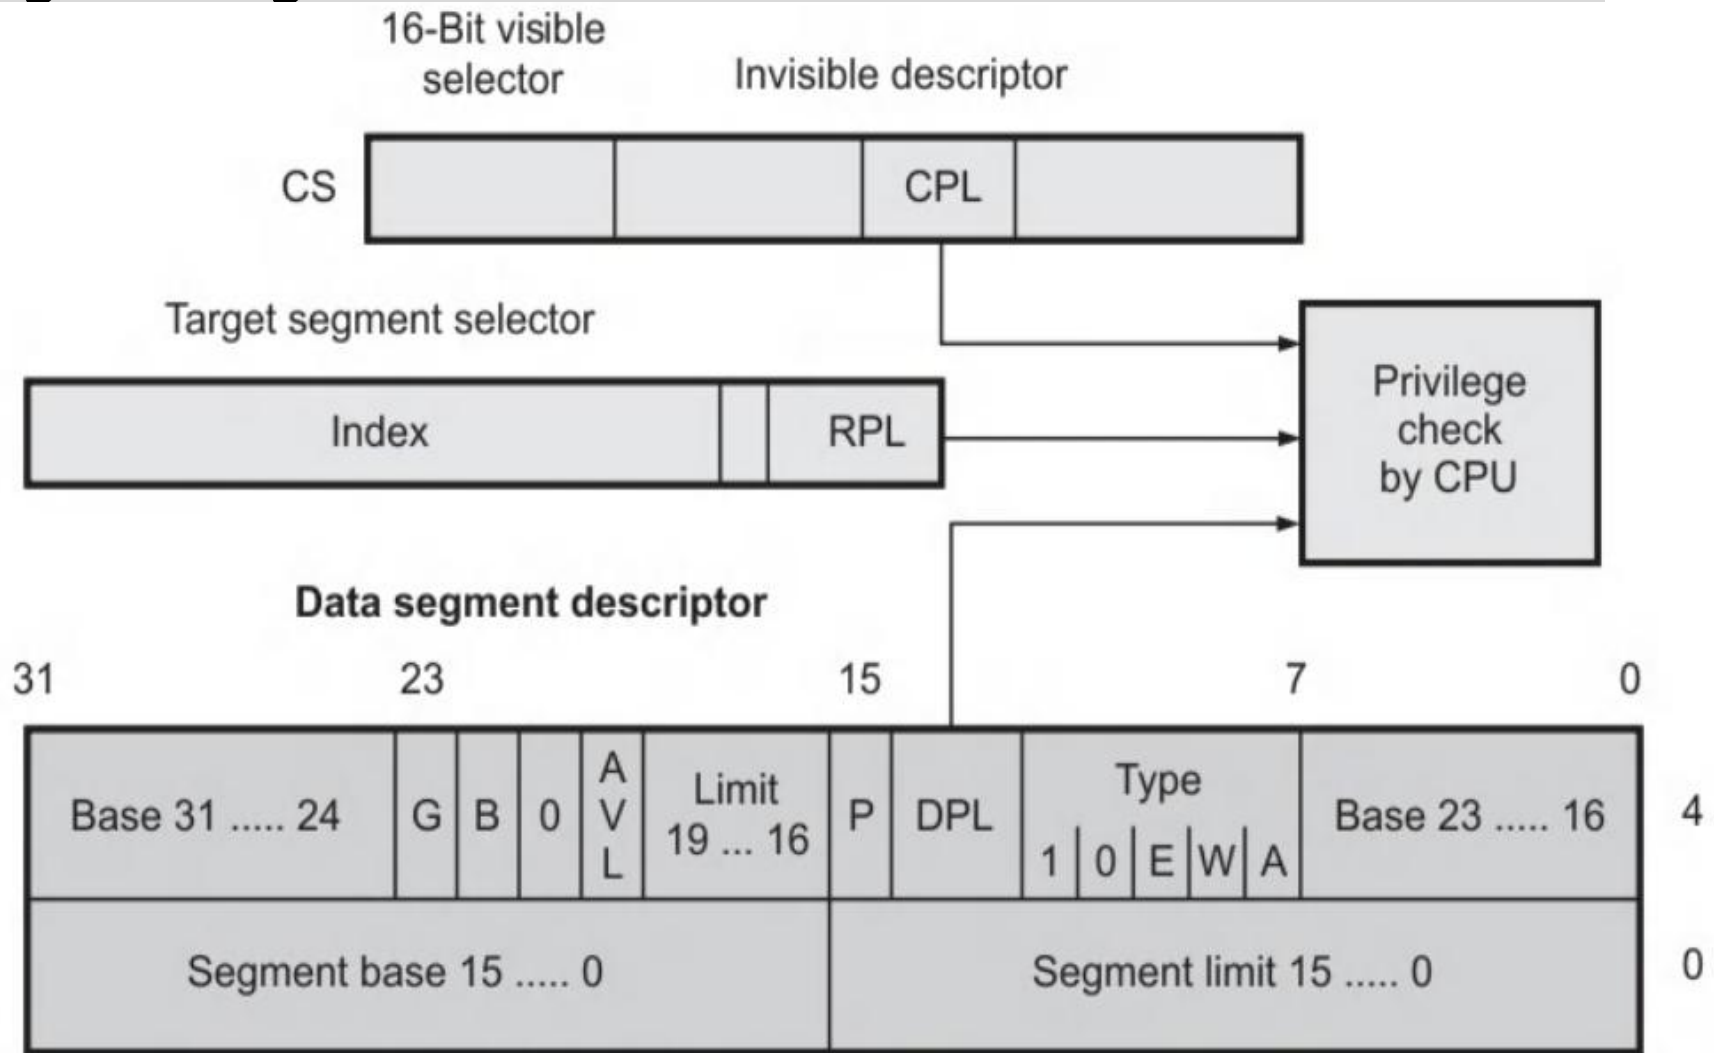 16-Bit visible
selector
Invisible descriptor
CS
CPL
Target segment selector
Index
RPL
Privilege
check
by CPU
Data segment descriptor
31 23 15 7 0
Base 31 ..... 24
G
B
0
A
V
L
Limit
19 ... 16
P
DPL
Type
1 0 E W A
Base 23 ..... 16
4
Segment base 15 ..... 0
Segment limit 15 ..... 0
0